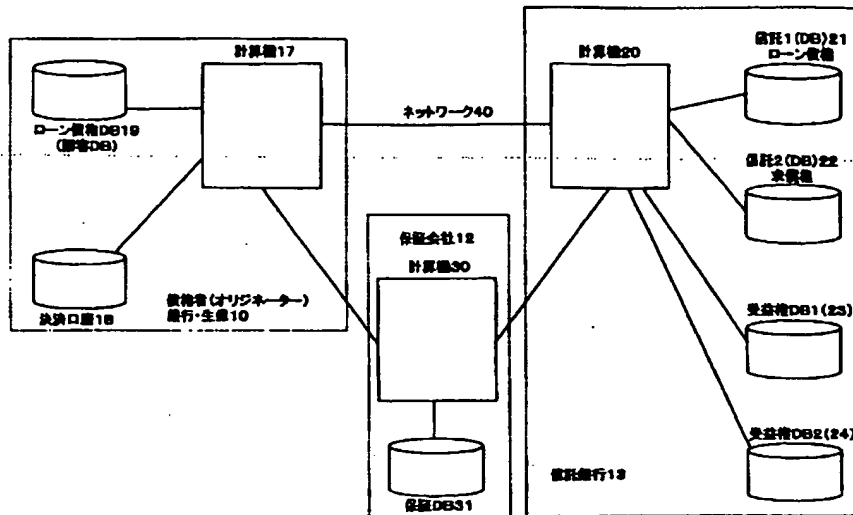 計算機17
ローン債権DB19
(顧客DB)
決済口座18
債権者(オリジネーター)
銀行・生保10
ネットワーク40
保証会社12
計算機30
保証DB31
計算機20
信託1(DB)21
ローン債権
信託2(DB)22
求償権
受益権DB1(23)
受益権DB2(24)
信託銀行13